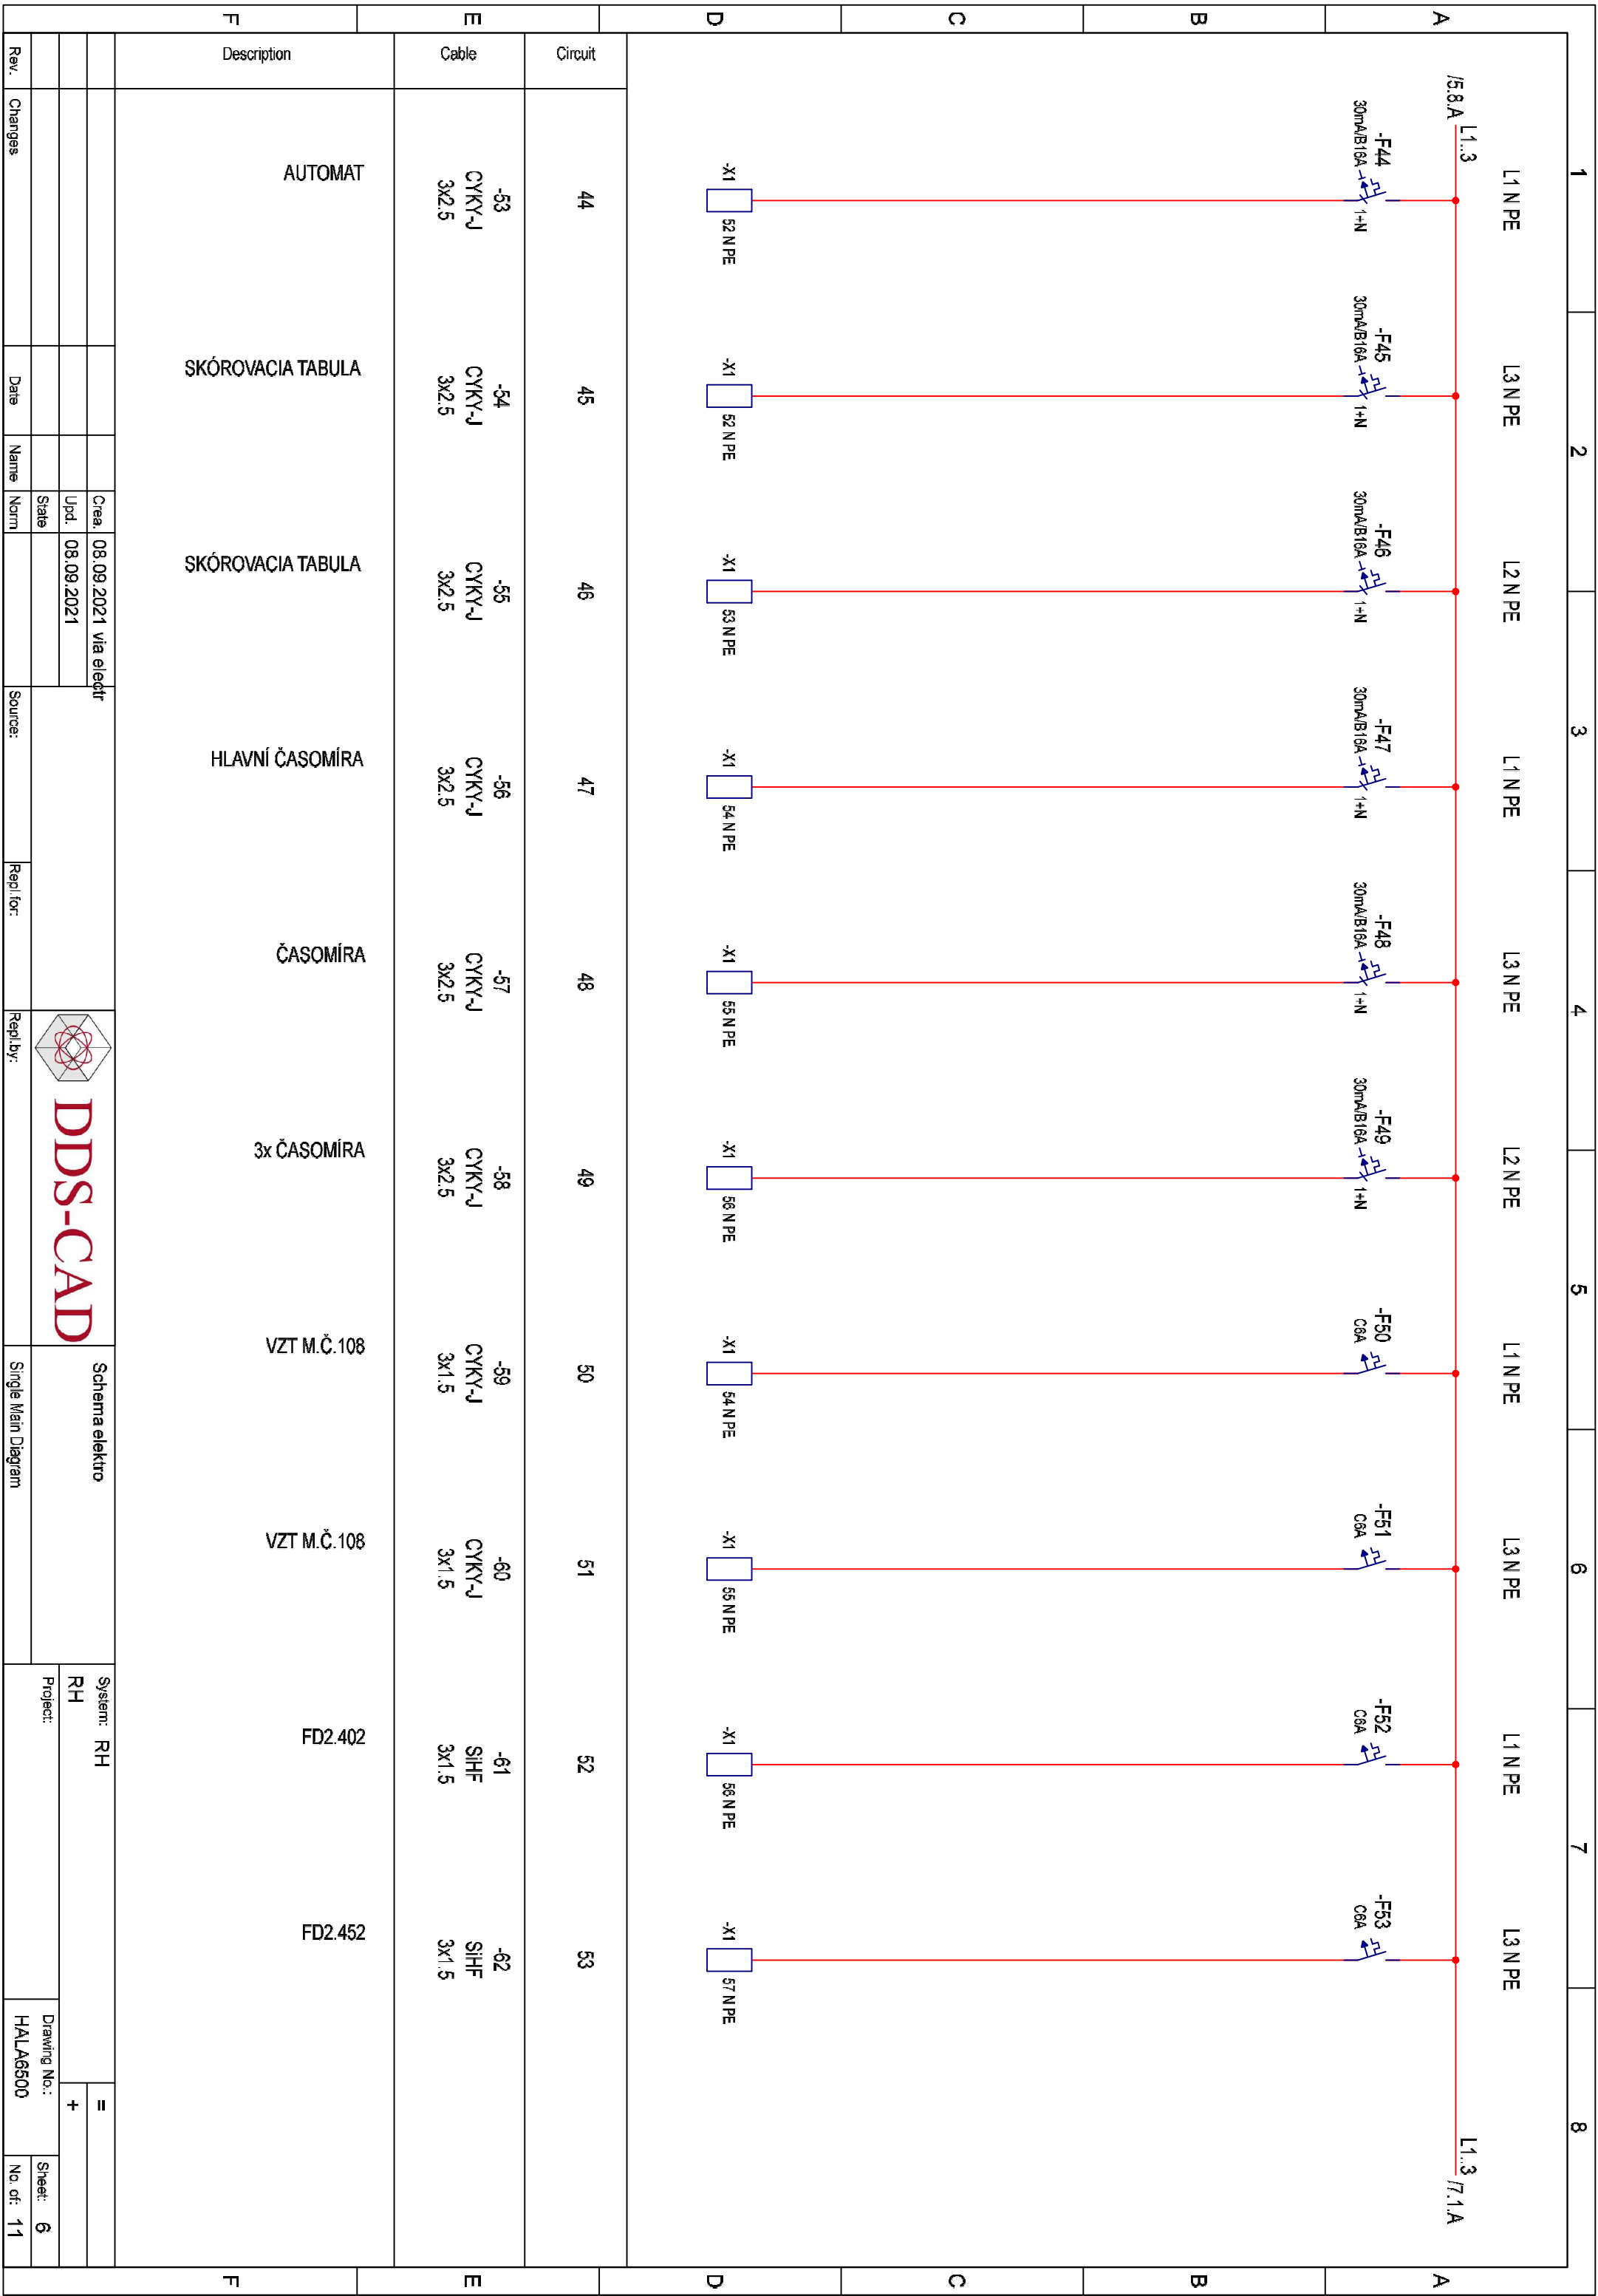 1 2 3 4 5 6 7 8
A A
B B
C C
D D
E E
F F
L1 N PE L3 N PE L2 N PE L1 N PE L3 N PE L2 N PE L1 N PE L3 N PE L1 N PE L3 N PE
/5.8.A L1..3 L1..3 /7.1.A
-F44 -F45 -F46 -F47 -F48 -F49 -F50 -F51 -F52 -F53
30mA/B16A 1+N 30mA/B16A 1+N 30mA/B16A 1+N 30mA/B16A 1+N 30mA/B16A 1+N 30mA/B16A 1+N C6A C6A C6A C6A
-X1 52 N PE -X1 52 N PE -X1 53 N PE -X1 54 N PE -X1 55 N PE -X1 56 N PE -X1 54 N PE -X1 55 N PE -X1 56 N PE -X1 57 N PE
Circuit 44 45 46 47 48 49 50 51 52 53
-53 -54 -55 -56 -57 -58 -59 -60 -61 -62
Cable CYKY-J CYKY-J CYKY-J CYKY-J CYKY-J CYKY-J CYKY-J CYKY-J SiHF SiHF
3x2.5 3x2.5 3x2.5 3x2.5 3x2.5 3x2.5 3x1.5 3x1.5 3x1.5 3x1.5
Description AUTOMAT SKÓROVACIA TABULA SKÓROVACIA TABULA HLAVNÍ ČASOMÍRA ČASOMÍRA 3x ČASOMÍRA VZT M.Č.108 VZT M.Č.108 FD2.402 FD2.452
Crea. 08.09.2021 via electr
Upd. 08.09.2021
State
Rev. Changes Date Name Norm
Source: Repl.for: Repl.by:
DDS-CAD
Schema elektro
Single Main Diagram
System: RH
RH
Project:
=
+
Drawing No.:
HALA6500
Sheet: 6
No. of: 11